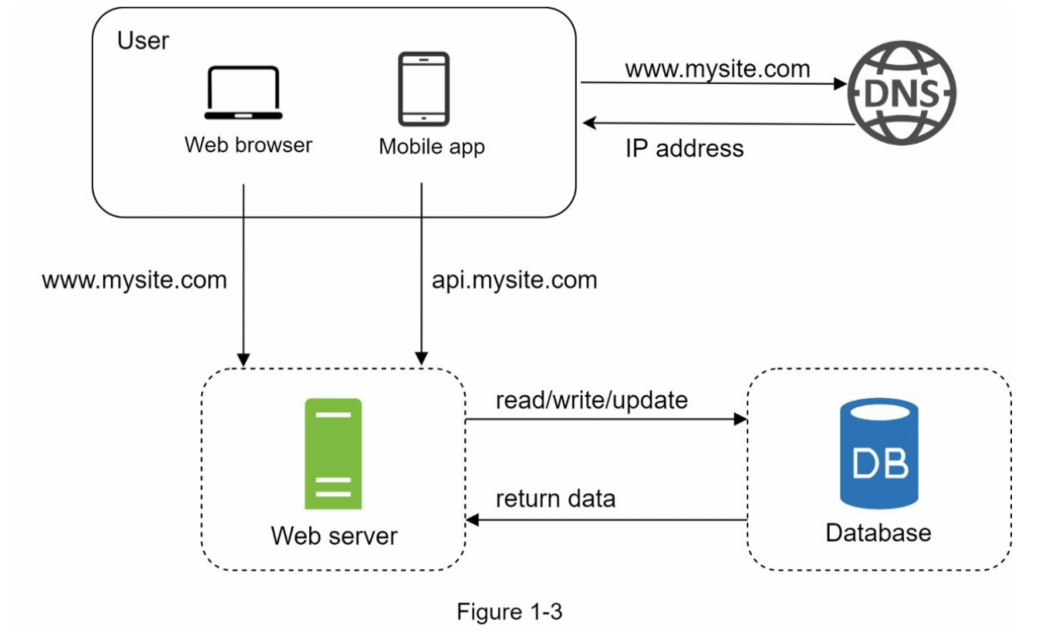 User
Web browser
Mobile app
www.mysite.com
DNS
IP address
www.mysite.com
api.mysite.com
Web server
read/write/update
return data
DB
Database
Figure 1-3